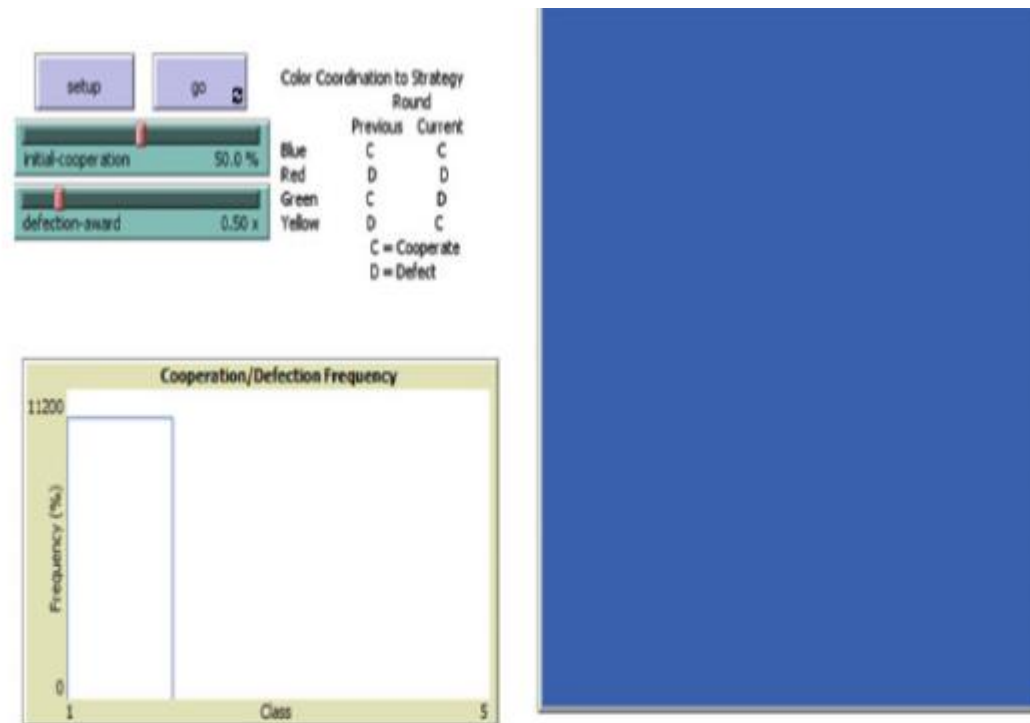 setup
go
initial-cooperation 50.0 %
defection-award 0.50 x
Color Coordination to Strategy
Round
Previous Current
Blue C C
Red D D
Green C D
Yellow D C
C = Cooperate
D = Defect
Cooperation/Defection Frequency
11200
Frequency (%)
0
1 Class 5